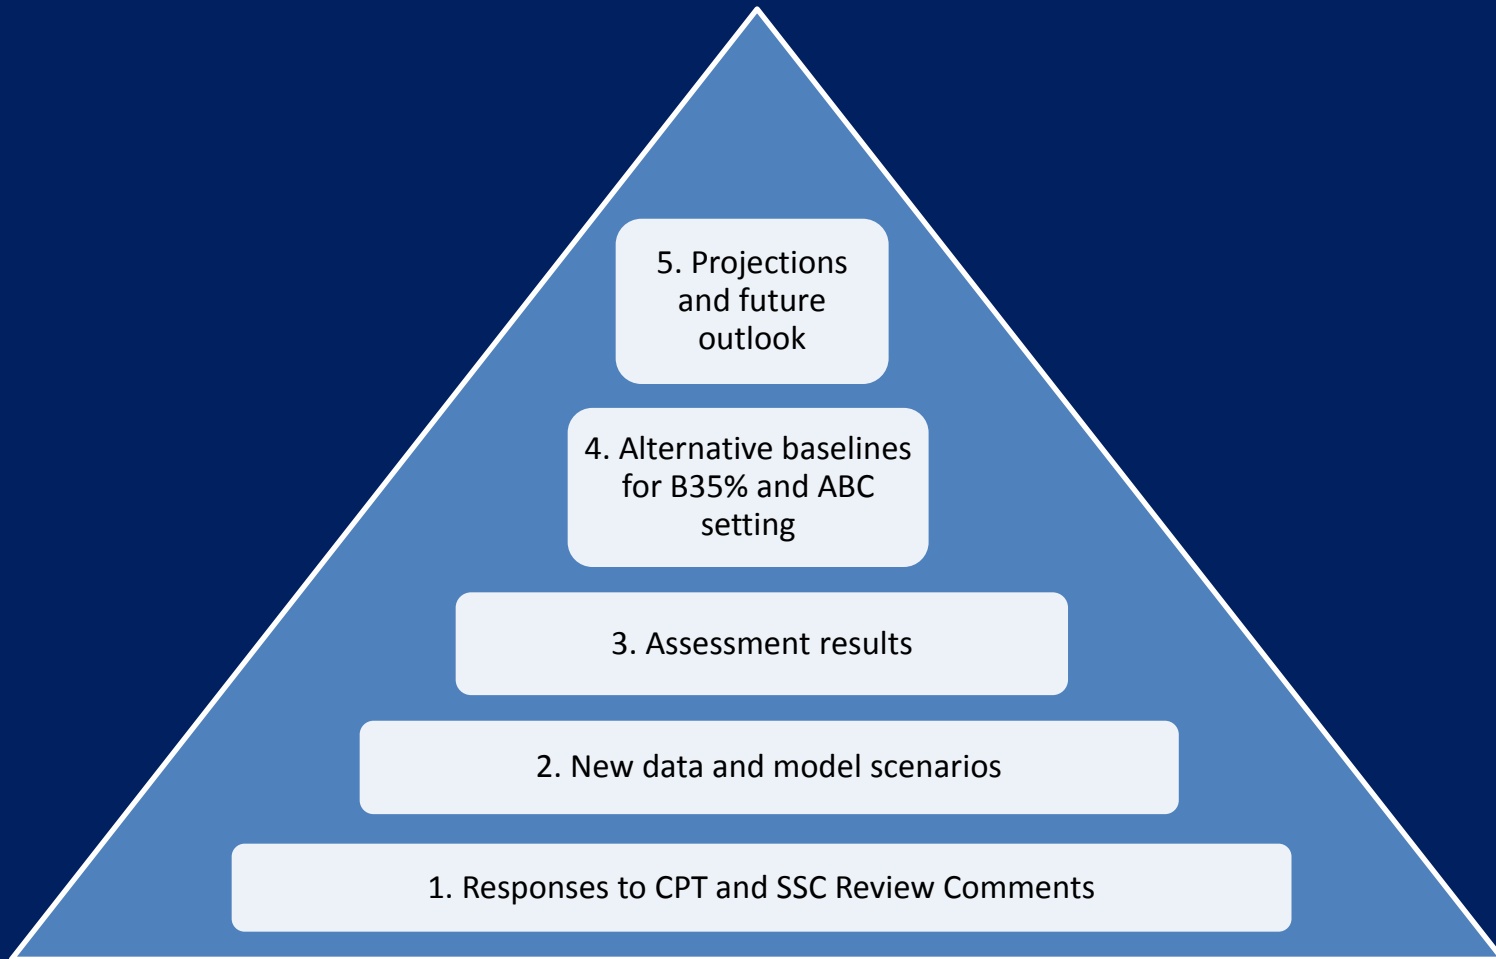 5. Projections
and future
outlook
4. Alternative baselines
for B35% and ABC
setting
3. Assessment results
2. New data and model scenarios
1. Responses to CPT and SSC Review Comments